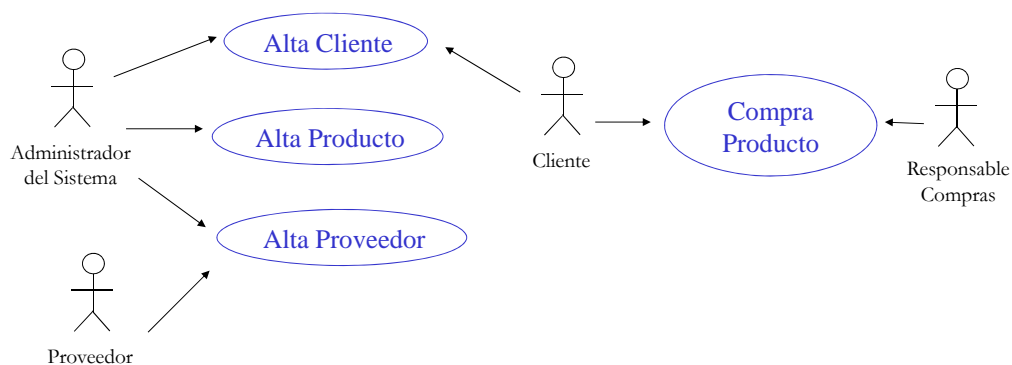 Alta Cliente
Alta Producto
Alta Proveedor
Compra
Producto
Administrador
del Sistema
Cliente
Responsable
Compras
Proveedor